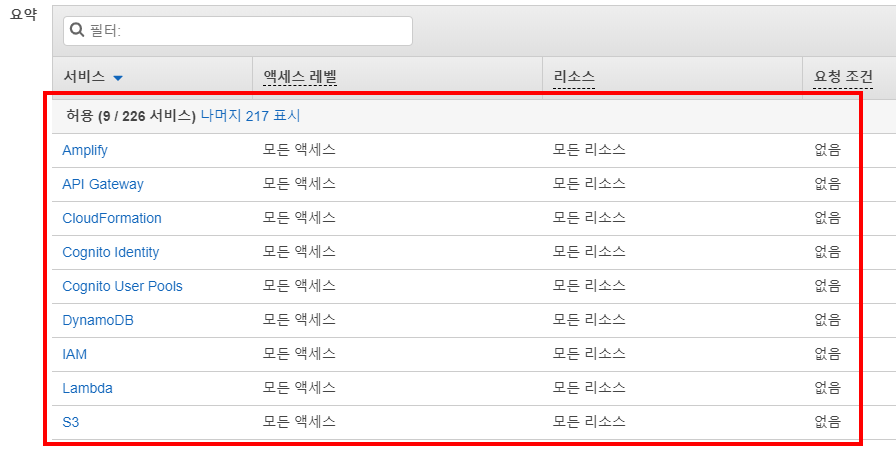 요약
필터:
서비스 액세스 레벨 리소스 요청 조건
허용 (9 / 226 서비스) 나머지 217 표시
Amplify 모든 액세스 모든 리소스 없음
API Gateway 모든 액세스 모든 리소스 없음
CloudFormation 모든 액세스 모든 리소스 없음
Cognito Identity 모든 액세스 모든 리소스 없음
Cognito User Pools 모든 액세스 모든 리소스 없음
DynamoDB 모든 액세스 모든 리소스 없음
IAM 모든 액세스 모든 리소스 없음
Lambda 모든 액세스 모든 리소스 없음
S3 모든 액세스 모든 리소스 없음